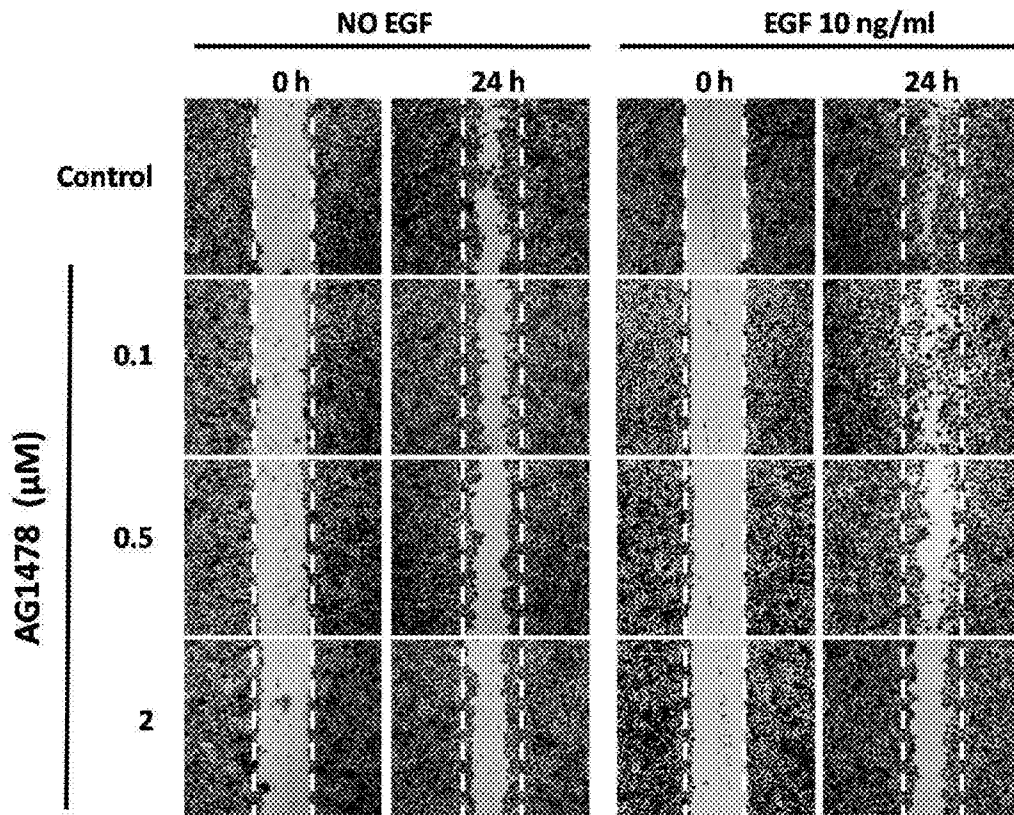 NO EGF
EGF 10 ng/ml
0 h
24 h
0 h
24 h
Control
0.1
0.5
2
AG1478 (μM)